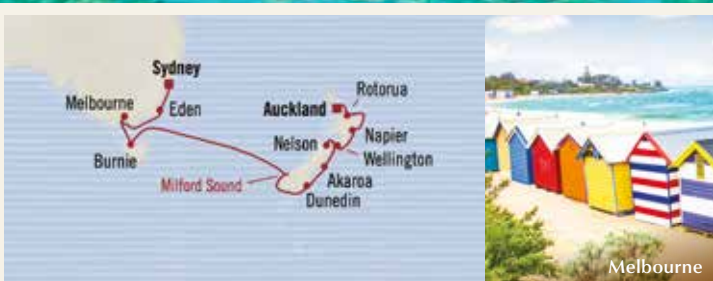 Sydney
Melbourne
Eden
Burnie
Auckland
Rotorua
Nelson
Napier
Wellington
Milford Sound
Akaroa
Dunedin
Melbourne